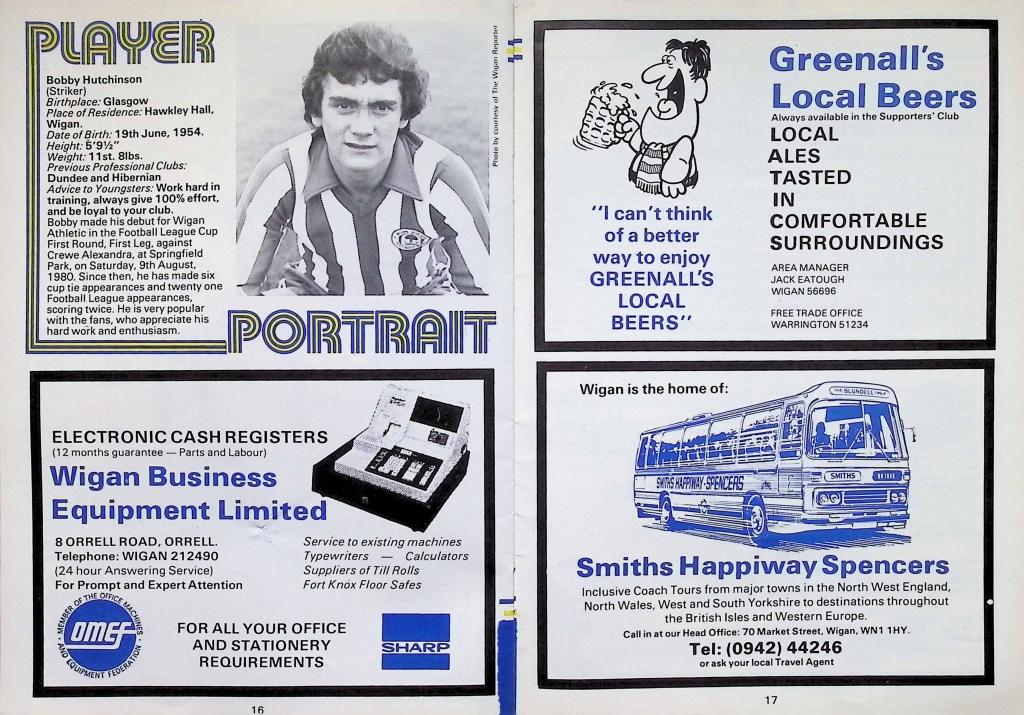 PLAYER
Bobby Hutchinson
(Striker)
Birthplace: Glasgow
Place of Residence: Hawkley Hall,
Wigan.
Date of Birth: 19th June, 1954.
Height: 5'9½"
Weight: 11st. 8lbs.
Previous Professional Clubs:
Dundee and Hibernian
Advice to Youngsters: Work hard in
training, always give 100% effort,
and be loyal to your club.
Bobby made his debut for Wigan
Athletic in the Football League Cup
First Round, First Leg, against
Crewe Alexandra, at Springfield
Park, on Saturday, 9th August,
1980. Since then, he has made six
cup tie appearances and twenty one
Football League appearances,
scoring twice. He is very popular
with the fans, who appreciate his
hard work and enthusiasm.
Photo by courtesy of The Wigan Reporter
PORTRAIT
ELECTRONIC CASH REGISTERS
(12 months guarantee — Parts and Labour)
Wigan Business
Equipment Limited
8 ORRELL ROAD, ORRELL.
Telephone: WIGAN 212490
(24 hour Answering Service)
For Prompt and Expert Attention
Service to existing machines
Typewriters — Calculators
Suppliers of Till Rolls
Fort Knox Floor Safes
MEMBER OF THE OFFICE MACHINES
omef
AND EQUIPMENT FEDERATION
FOR ALL YOUR OFFICE
AND STATIONERY
REQUIREMENTS
SHARP
16
Greenall's
Local Beers
Always available in the Supporters' Club
LOCAL
ALES
TASTED
IN
COMFORTABLE
SURROUNDINGS
"I can't think
of a better
way to enjoy
GREENALL'S
LOCAL
BEERS"
AREA MANAGER
JACK EATOUGH
WIGAN 56696
FREE TRADE OFFICE
WARRINGTON 51234
Wigan is the home of:
THE BLUNDELL
SMITHS HAPPIWAY-SPENCERS
SMITHS
Smiths Happiway Spencers
Inclusive Coach Tours from major towns in the North West England,
North Wales, West and South Yorkshire to destinations throughout
the British Isles and Western Europe.
Call in at our Head Office: 70 Market Street, Wigan, WN1 1HY.
Tel: (0942) 44246
or ask your local Travel Agent
17